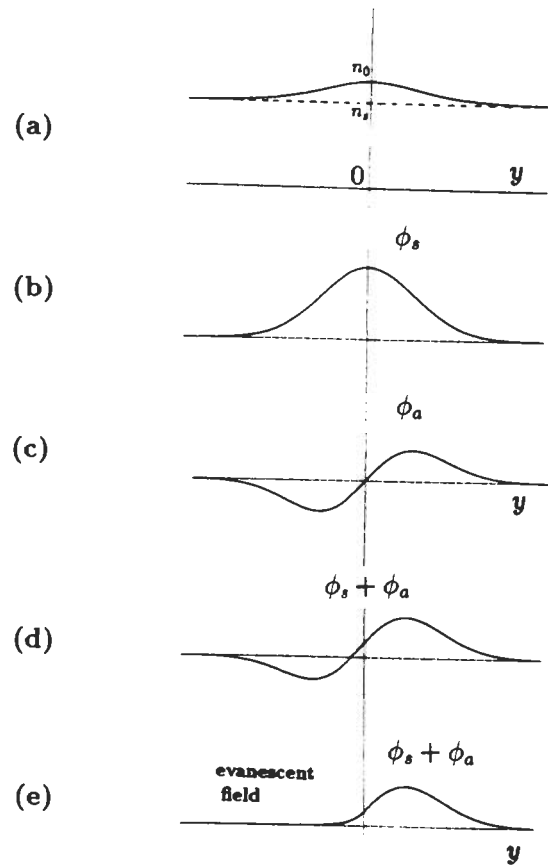 n₀
(a)
nₛ
0 y
ϕₛ
(b)
ϕₐ
(c)
y
ϕₛ + ϕₐ
(d)
evanescent ϕₛ + ϕₐ
field
(e)
y